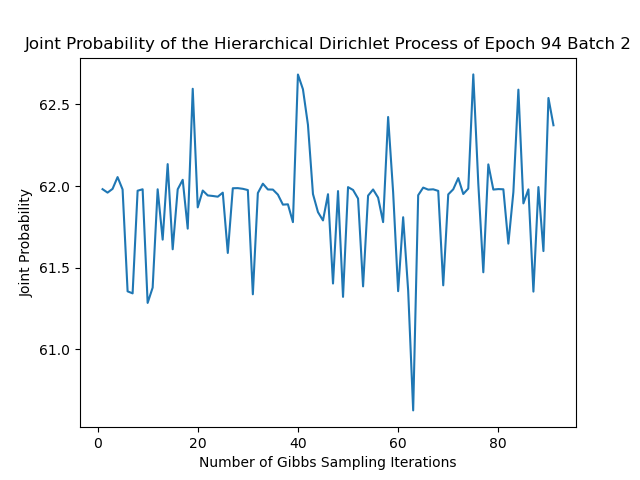 Joint Probability of the Hierarchical Dirichlet Process of Epoch 94 Batch 2
Joint Probability
62.5
62.0
61.5
61.0
0 20 40 60 80
Number of Gibbs Sampling Iterations